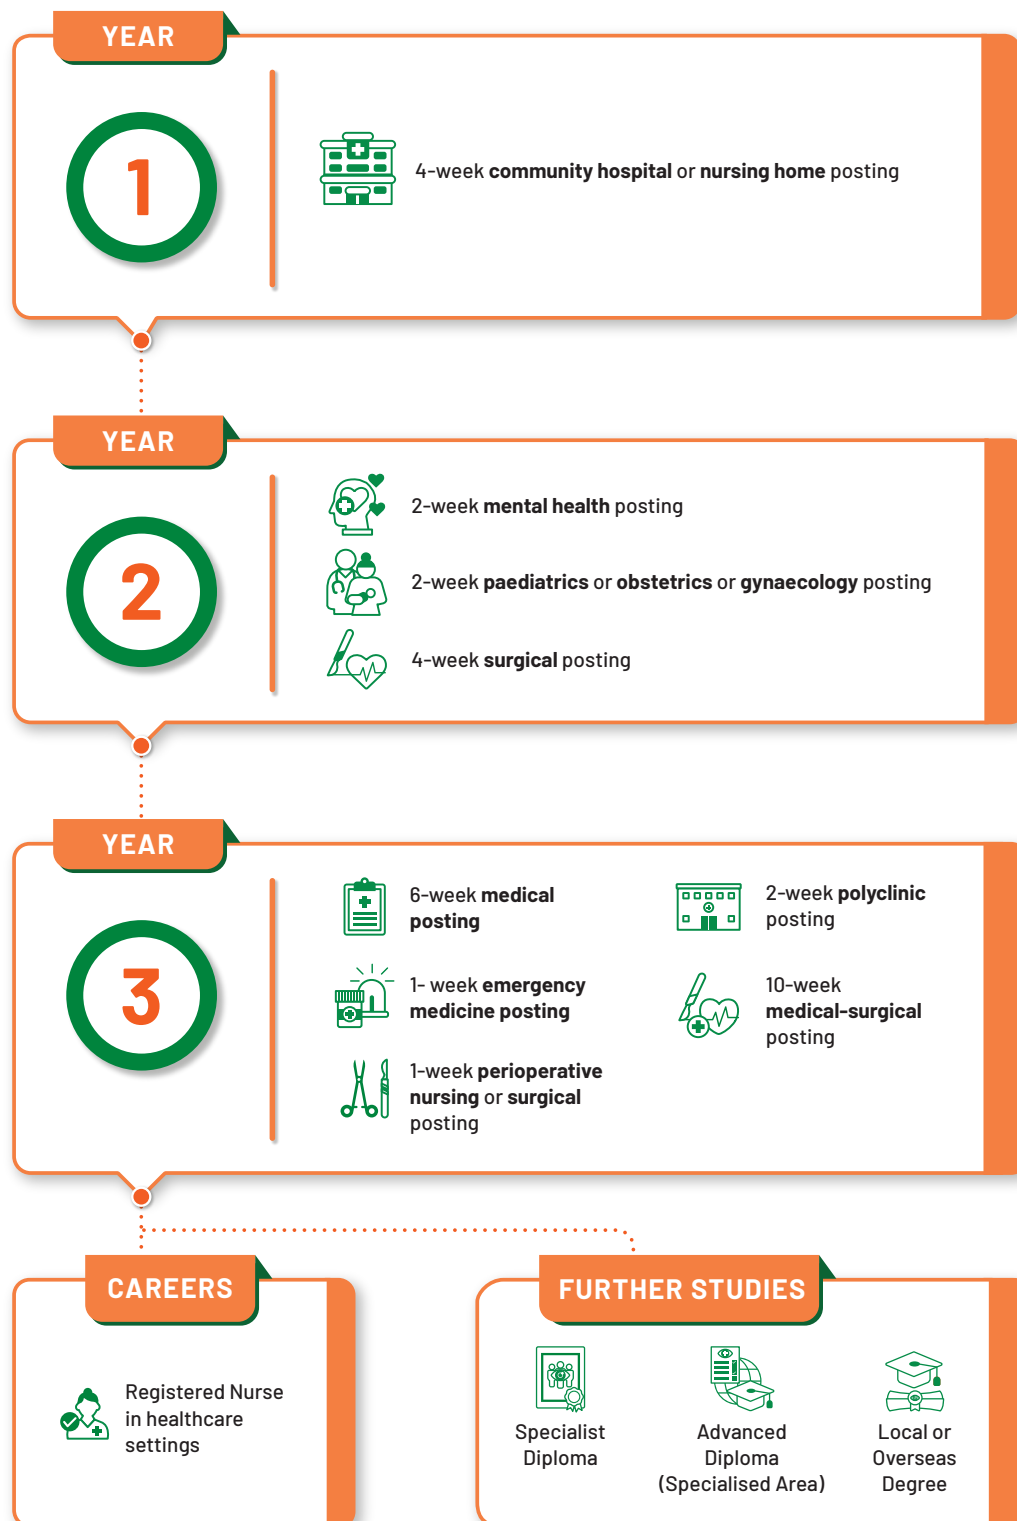 YEAR
1
4-week community hospital or nursing home posting
YEAR
2
2-week mental health posting
2-week paediatrics or obstetrics or gynaecology posting
4-week surgical posting
YEAR
3
6-week medical
posting
1- week emergency
medicine posting
1-week perioperative
nursing or surgical
posting
2-week polyclinic
posting
10-week
medical-surgical
posting
CAREERS
Registered Nurse
in healthcare
settings
FURTHER STUDIES
Specialist
Diploma
Advanced
Diploma
(Specialised Area)
Local or
Overseas
Degree